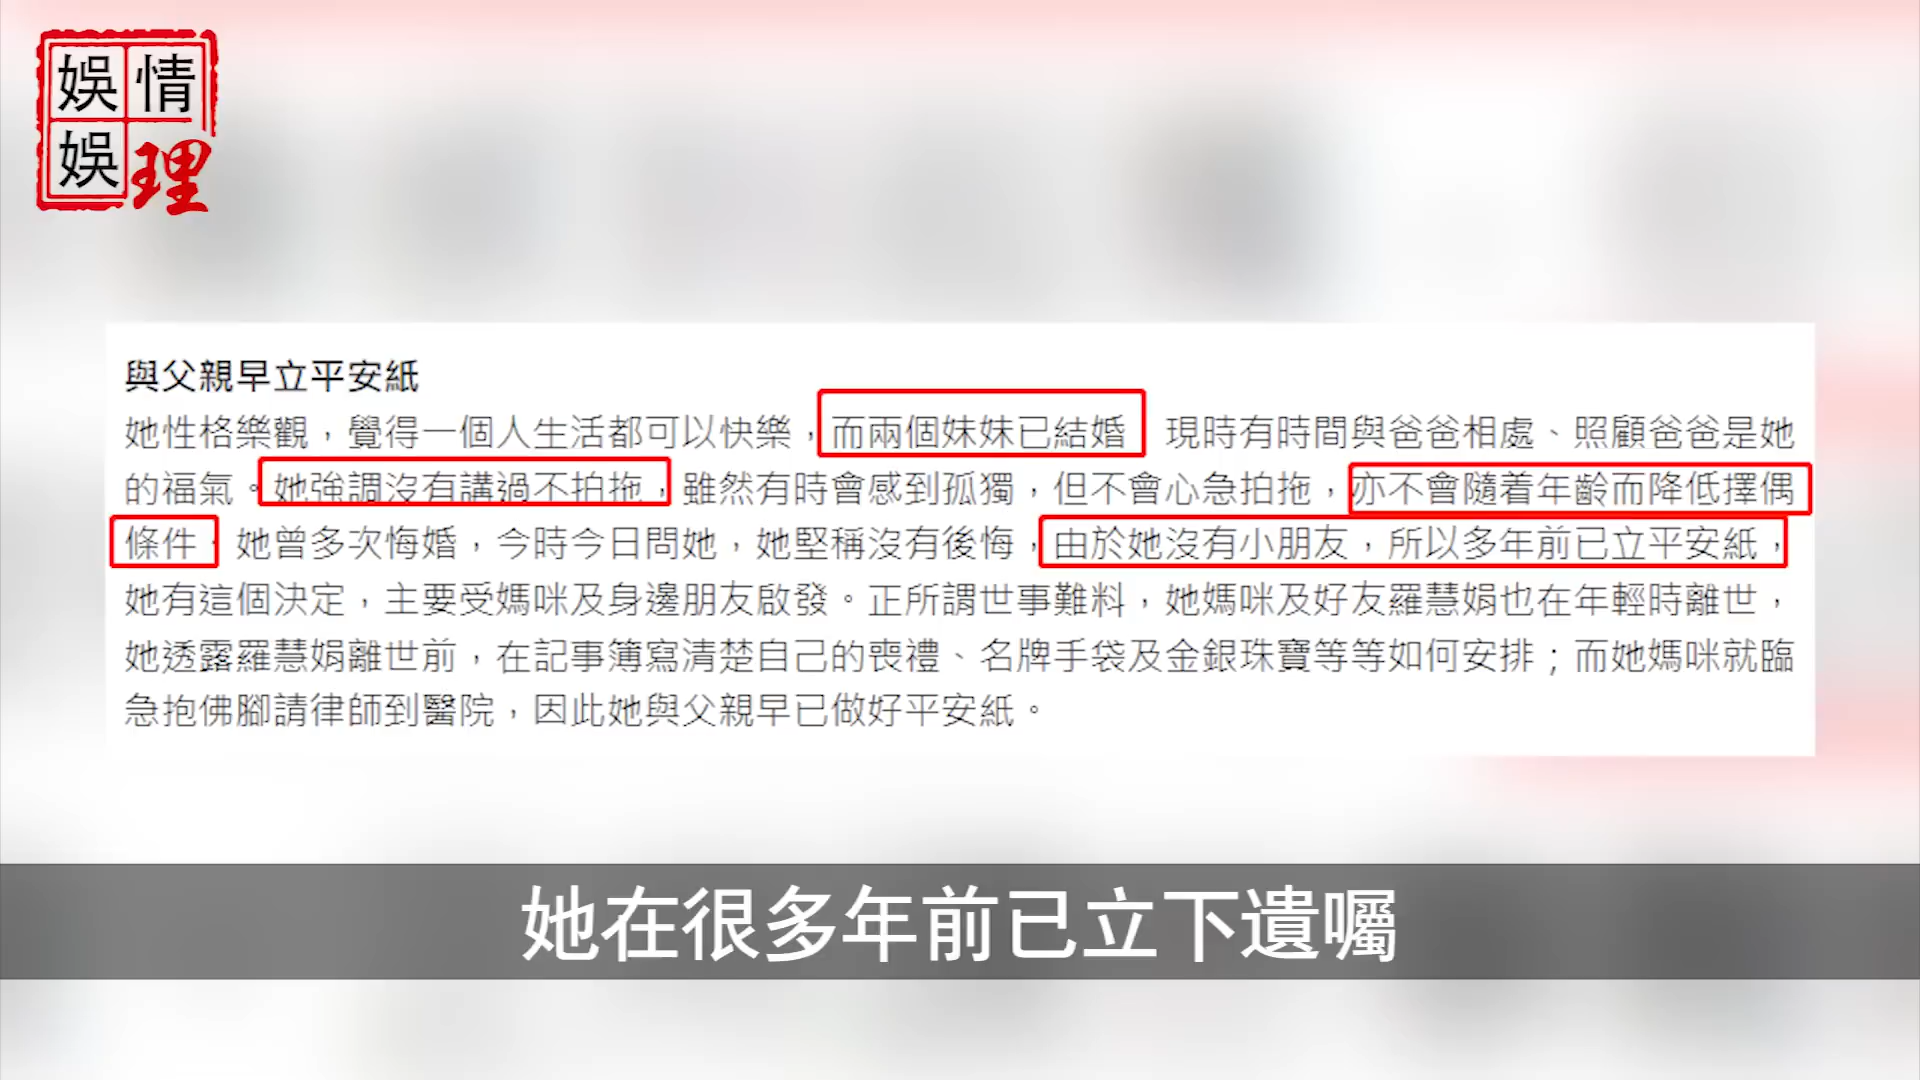 娛情
娛理
與父親早立平安紙
她性格樂觀，覺得一個人生活都可以快樂，而兩個妹妹已結婚 現時有時間與爸爸相處、照顧爸爸是她
的福氣。她強調沒有講過不拍拖，雖然有時會感到孤獨，但不會心急拍拖，亦不會隨着年齡而降低擇偶
條件，她曾多次悔婚，今時今日問她，她堅稱沒有後悔，由於她沒有小朋友，所以多年前已立平安紙，
她有這個決定，主要受媽咪及身邊朋友啟發。正所謂世事難料，她媽咪及好友羅慧娟也在年輕時離世，
她透露羅慧娟離世前，在記事簿寫清楚自己的喪禮、名牌手袋及金銀珠寶等等如何安排；而她媽咪就臨
急抱佛腳請律師到醫院，因此她與父親早已做好平安紙。
她在很多年前已立下遺囑